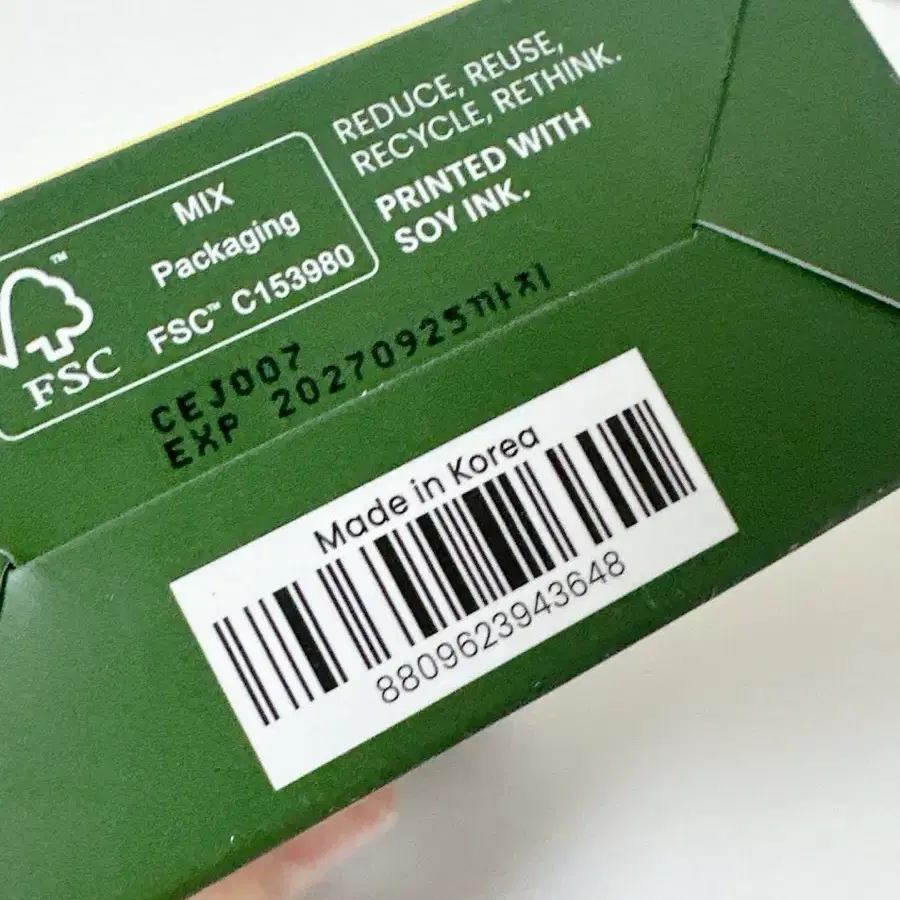 REDUCE, REUSE,
RECYCLE, RETHINK.
PRINTED WITH
SOY INK.
MIX
Packaging
FSC™ C153980
™
FSC
CEJ007
EXP 20270925까지
Made in Korea
8809623943648